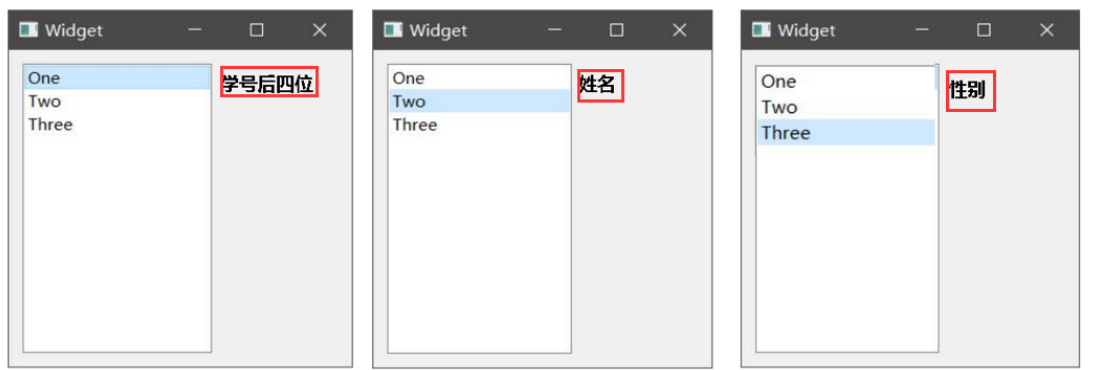 Widget
One
Two
Three
学号后四位
Widget
One
Two
Three
姓名
Widget
One
Two
Three
性别